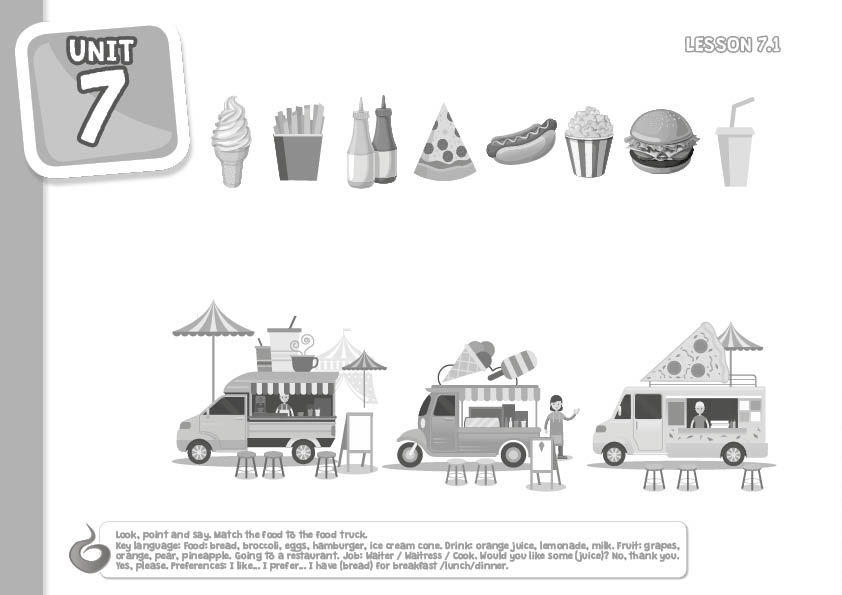 UNIT
7
LESSON 7.1
Look, point and say. Match the food to the food truck.
Key language: Food: bread, broccoli, eggs, hamburger, ice cream cone. Drink: orange juice, lemonade, milk. Fruit: grapes,
orange, pear, pineapple. Going to a restaurant. Job: Waiter / Waitress / Cook. Would you like some (juice)? No, thank you.
Yes, please. Preferences: I like... I prefer... I have (bread) for breakfast /lunch/dinner.